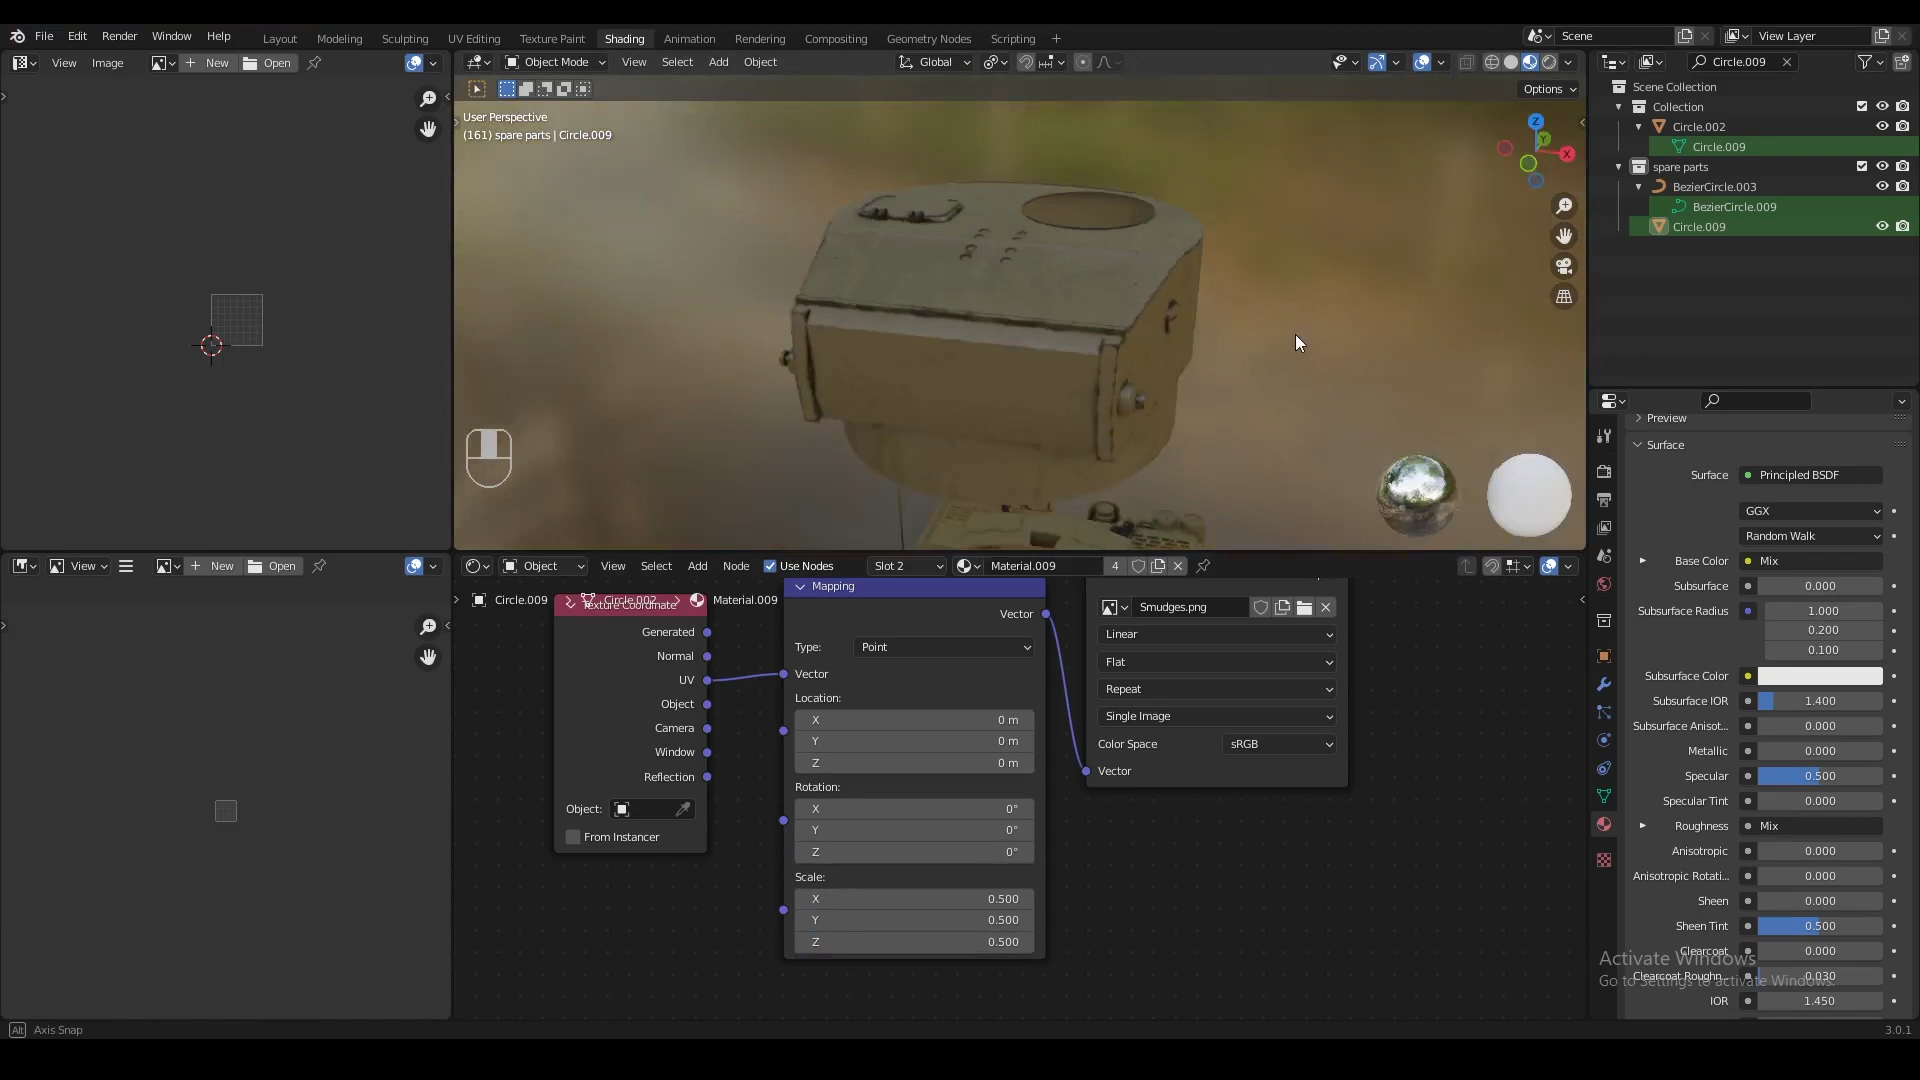 File Edit Render Window Help Layout Modeling Sculpting UV Editing Texture Paint Shading Animation Rendering Compositing Geometry Nodes Scripting + Scene View Layer
View Image New Open Object Mode View Select Add Object Global Circle.009
Options
User Perspective
(161) spare parts | Circle.009
Z
Y
X
Scene Collection
Collection
Circle.002
Circle.009
spare parts
BezierCircle.003
BezierCircle.009
Circle.009
Preview
Surface
Surface Principled BSDF
GGX
Random Walk
Base Color Mix
Subsurface 0.000
Subsurface Radius 1.000
0.200
0.100
Subsurface Color
Subsurface IOR 1.400
Subsurface Anisot... 0.000
Metallic 0.000
Specular 0.500
Specular Tint 0.000
Roughness Mix
Anisotropic 0.000
Anisotropic Rotati... 0.000
Sheen 0.000
Sheen Tint 0.500
Clearcoat 0.000
Clearcoat Roughn... 0.030
IOR 1.450
Activate Windows
Go to Settings to activate Windows.
View New Open Object View Select Add Node Use Nodes Slot 2 Material.009 4
Circle.009 Circle.002 Material.009
Texture Coordinate
Generated
Normal
UV
Object
Camera
Window
Reflection
Object:
From Instancer
Mapping
Vector
Type: Point
Vector
Location:
X 0 m
Y 0 m
Z 0 m
Rotation:
X 0°
Y 0°
Z 0°
Scale:
X 0.500
Y 0.500
Z 0.500
Smudges.png
Linear
Flat
Repeat
Single Image
Color Space sRGB
Vector
Alt Axis Snap
3.0.1